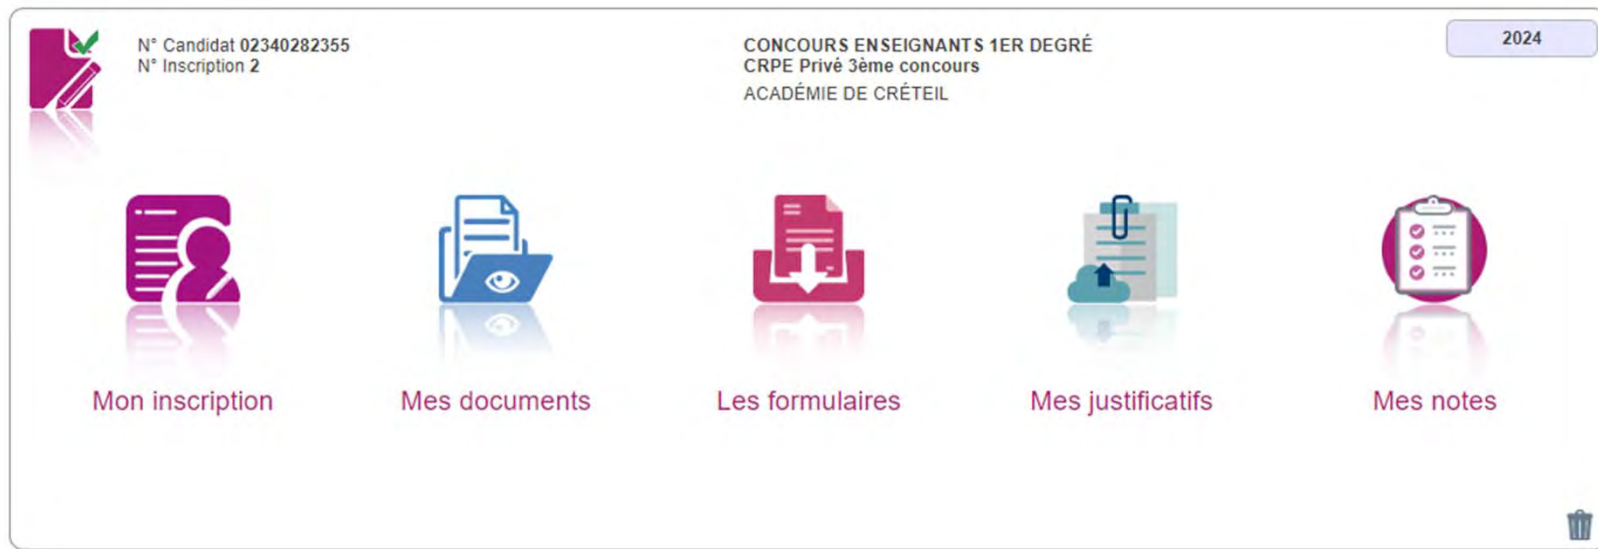 N° Candidat 02340282355
N° Inscription 2
CONCOURS ENSEIGNANTS 1ER DEGRÉ
CRPE Privé 3ème concours
ACADÉMIE DE CRÉTEIL
2024
Mon inscription
Mes documents
Les formulaires
Mes justificatifs
Mes notes